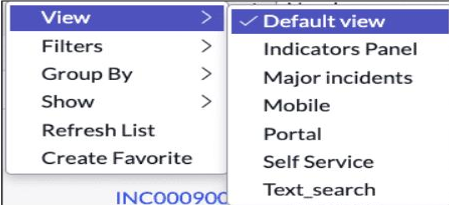 View
Filters
Group By
Show
Refresh List
Create Favorite
Default view
Indicators Panel
Major incidents
Mobile
Portal
Self Service
Text_search
INC000900